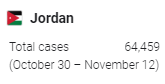 Jordan
Total cases 64,459
(October 30 – November 12)